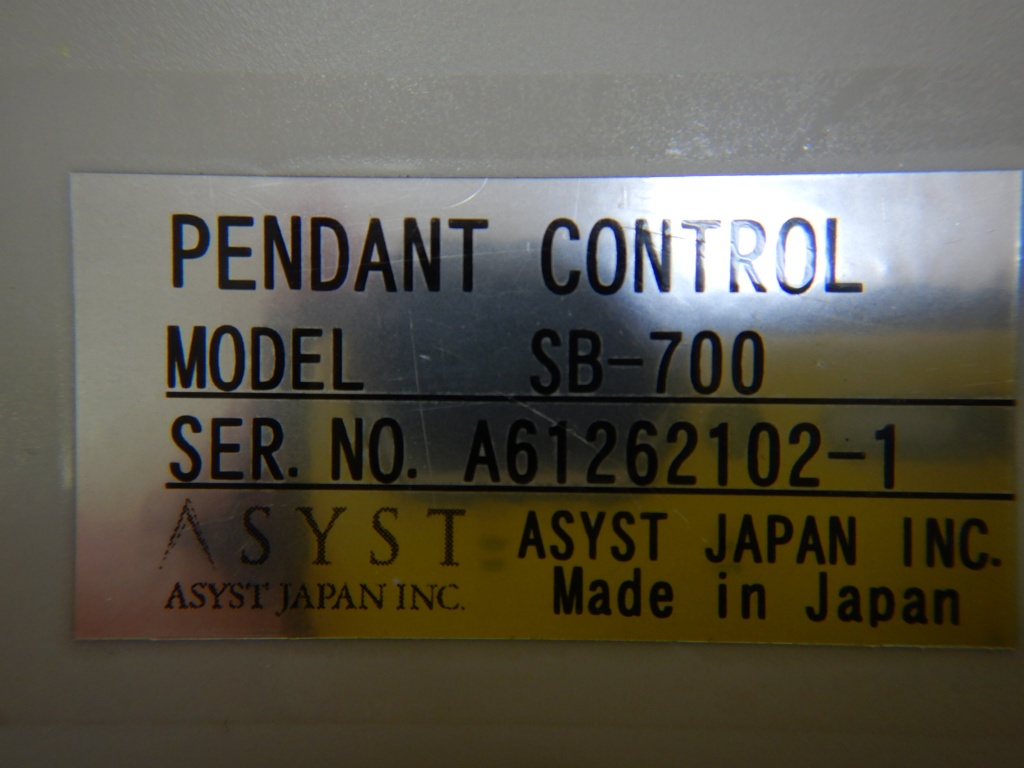 PENDANT CONTROL
MODEL SB-700
SER. NO. A61262102-1
ASYST
ASYST JAPAN INC.
ASYST JAPAN INC.
Made in Japan